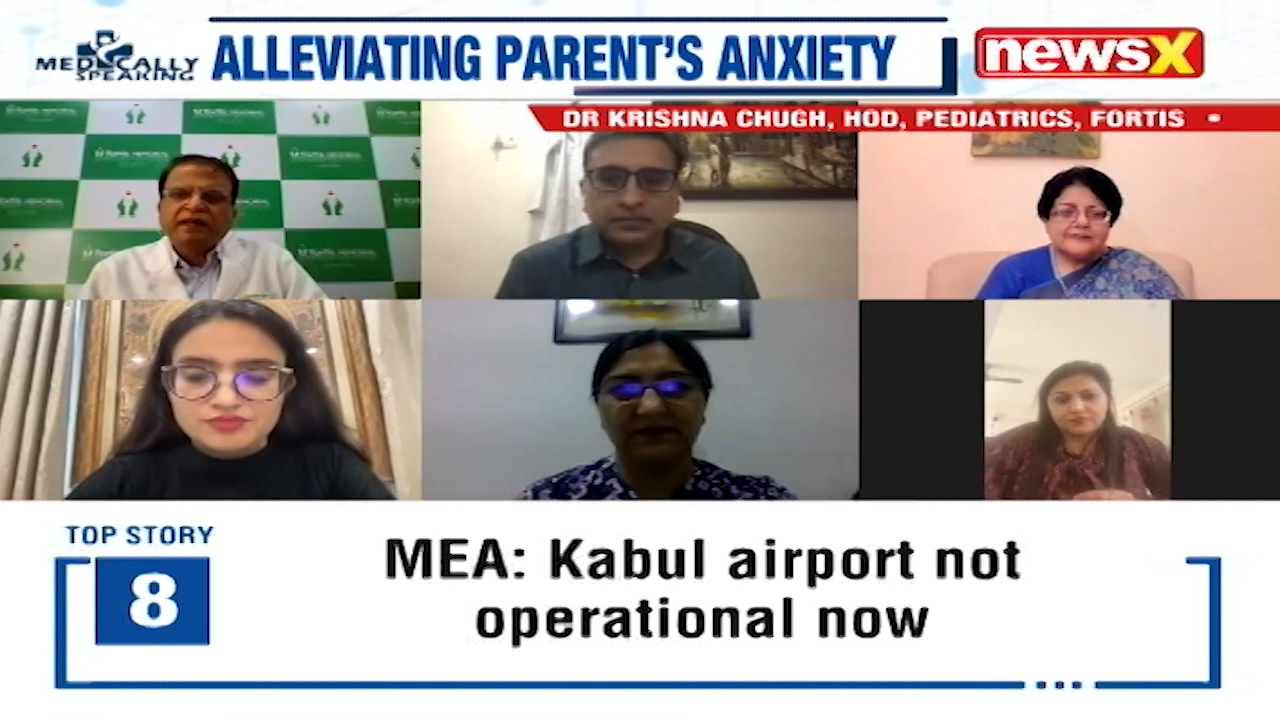 MEDICALLY
SPEAKING
ALLEVIATING PARENT'S ANXIETY
newsX
DR KRISHNA CHUGH, HOD, PEDIATRICS, FORTIS •
TOP STORY
8
MEA: Kabul airport not
operational now